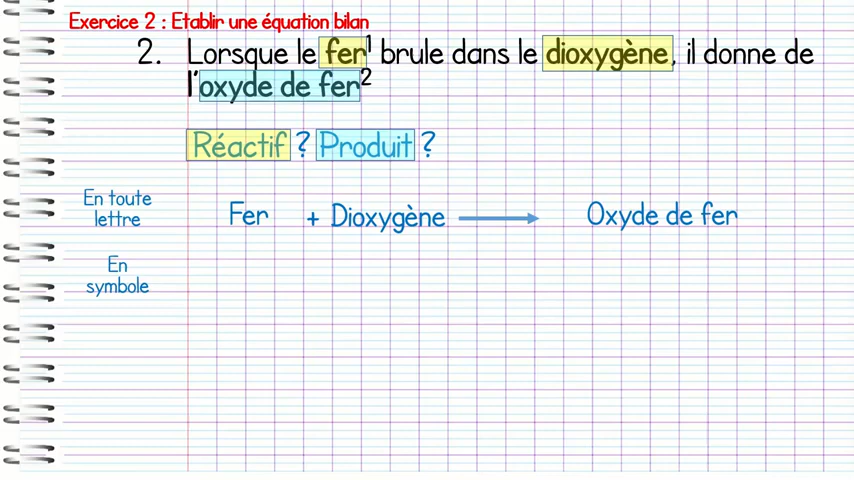 Exercice 2 : Etablir une équation bilan
2. Lorsque le fer¹ brule dans le dioxygène, il donne de
l'oxyde de fer²
Réactif ? Produit ?
En toute
lettre
Fer + Dioxygène ⟶ Oxyde de fer
En
symbole